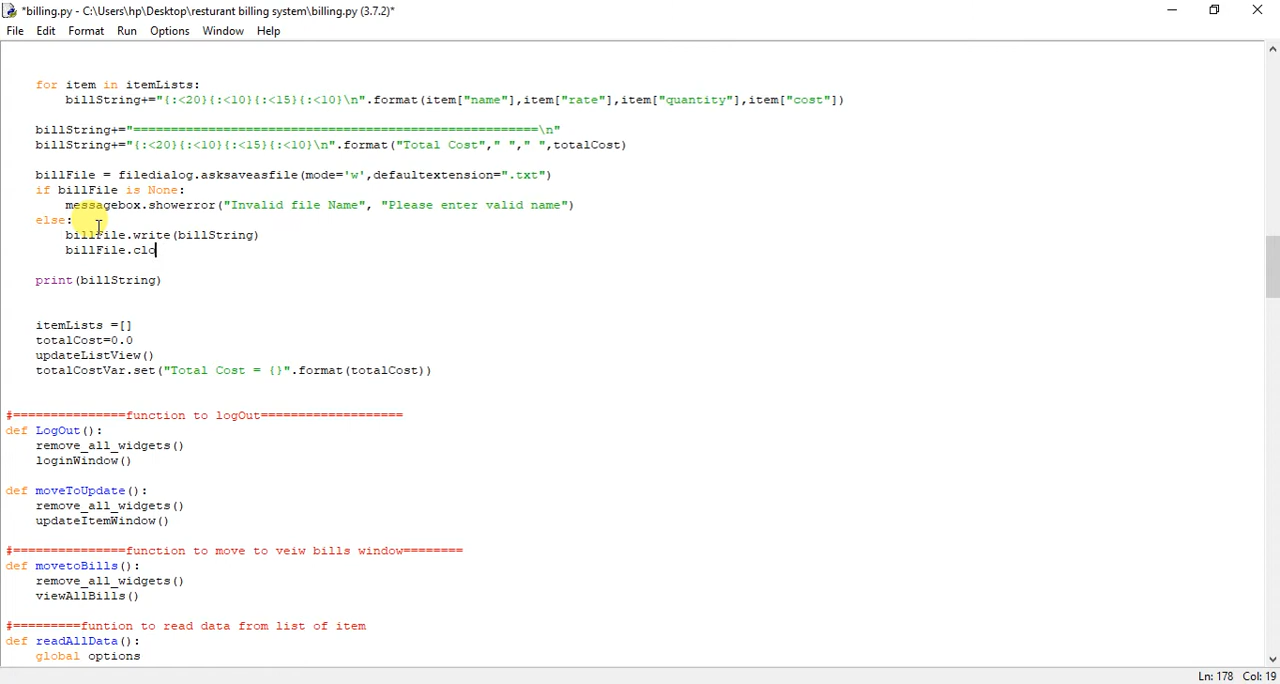 *billing.py - C:\Users\hp\Desktop\resturant billing system\billing.py (3.7.2)*
File Edit Format Run Options Window Help
for item in itemLists:
billString+="{:<20}{:<10}{:<15}{:<10}\n".format(item["name"],item["rate"],item["quantity"],item["cost"])
billString+="======================================================\n"
billString+="{:<20}{:<10}{:<15}{:<10}\n".format("Total Cost"," "," ",totalCost)
billFile = filedialog.asksaveasfile(mode='w',defaultextension=".txt")
if billFile is None:
messagebox.showerror("Invalid file Name", "Please enter valid name")
else:
billFile.write(billString)
billFile.clo
print(billString)
itemLists =[]
totalCost=0.0
updateListView()
totalCostVar.set("Total Cost = {}".format(totalCost))
#===============function to logOut===================
def LogOut():
remove_all_widgets()
loginWindow()
def moveToUpdate():
remove_all_widgets()
updateItemWindow()
#===============function to move to veiw bills window========
def movetoBills():
remove_all_widgets()
viewAllBills()
#=========funtion to read data from list of item
def readAllData():
global options
Ln: 178 Col: 19